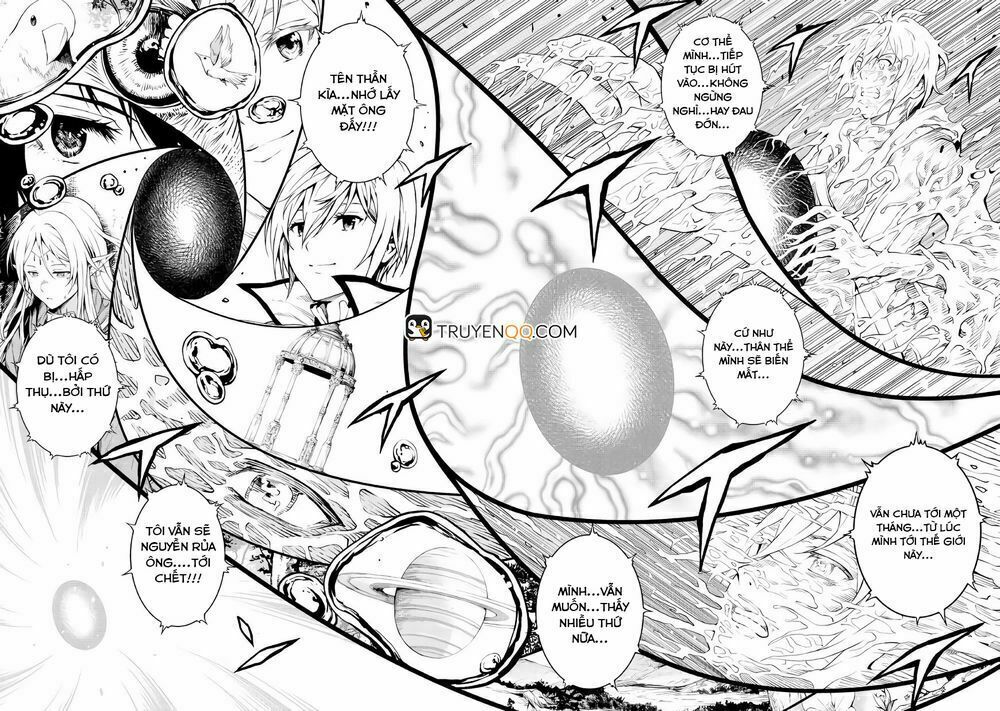 CƠ THỂ
MÌNH...TIẾP
TỤC BỊ HÚT
VÀO...KHÔNG
NGỪNG
NGHỈ...HAY ĐAU
ĐỚN...
CỨ NHƯ
NÀY...THÂN THỂ
MÌNH SẼ BIẾN
MẤT...
VẪN CHƯA TỚI MỘT
THÁNG...TỪ LÚC
MÌNH TỚI THẾ GIỚI
NÀY...
MÌNH...VẪN
MUỐN...THẤY
NHIỀU THỨ
NỮA...
TÊN THẦN
KÌA...NHỚ LẤY
MẶT ÔNG
ĐẤY!!!
DÙ TÔI CÓ
BỊ...HẤP
THỤ...BỞI THỨ
NÀY...
TÔI VẪN SẼ
NGUYỀN RỦA
ÔNG....TỚI
CHẾT!!!
TRUYENQQ.COM